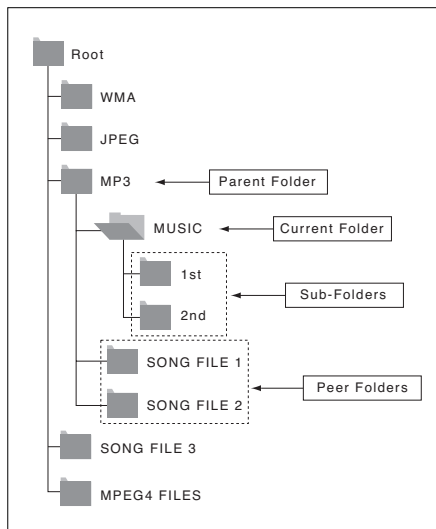 Root
WMA
JPEG
MP3
Parent Folder
MUSIC
Current Folder
1st
Sub-Folders
2nd
SONG FILE 1
Peer Folders
SONG FILE 2
SONG FILE 3
MPEG4 FILES